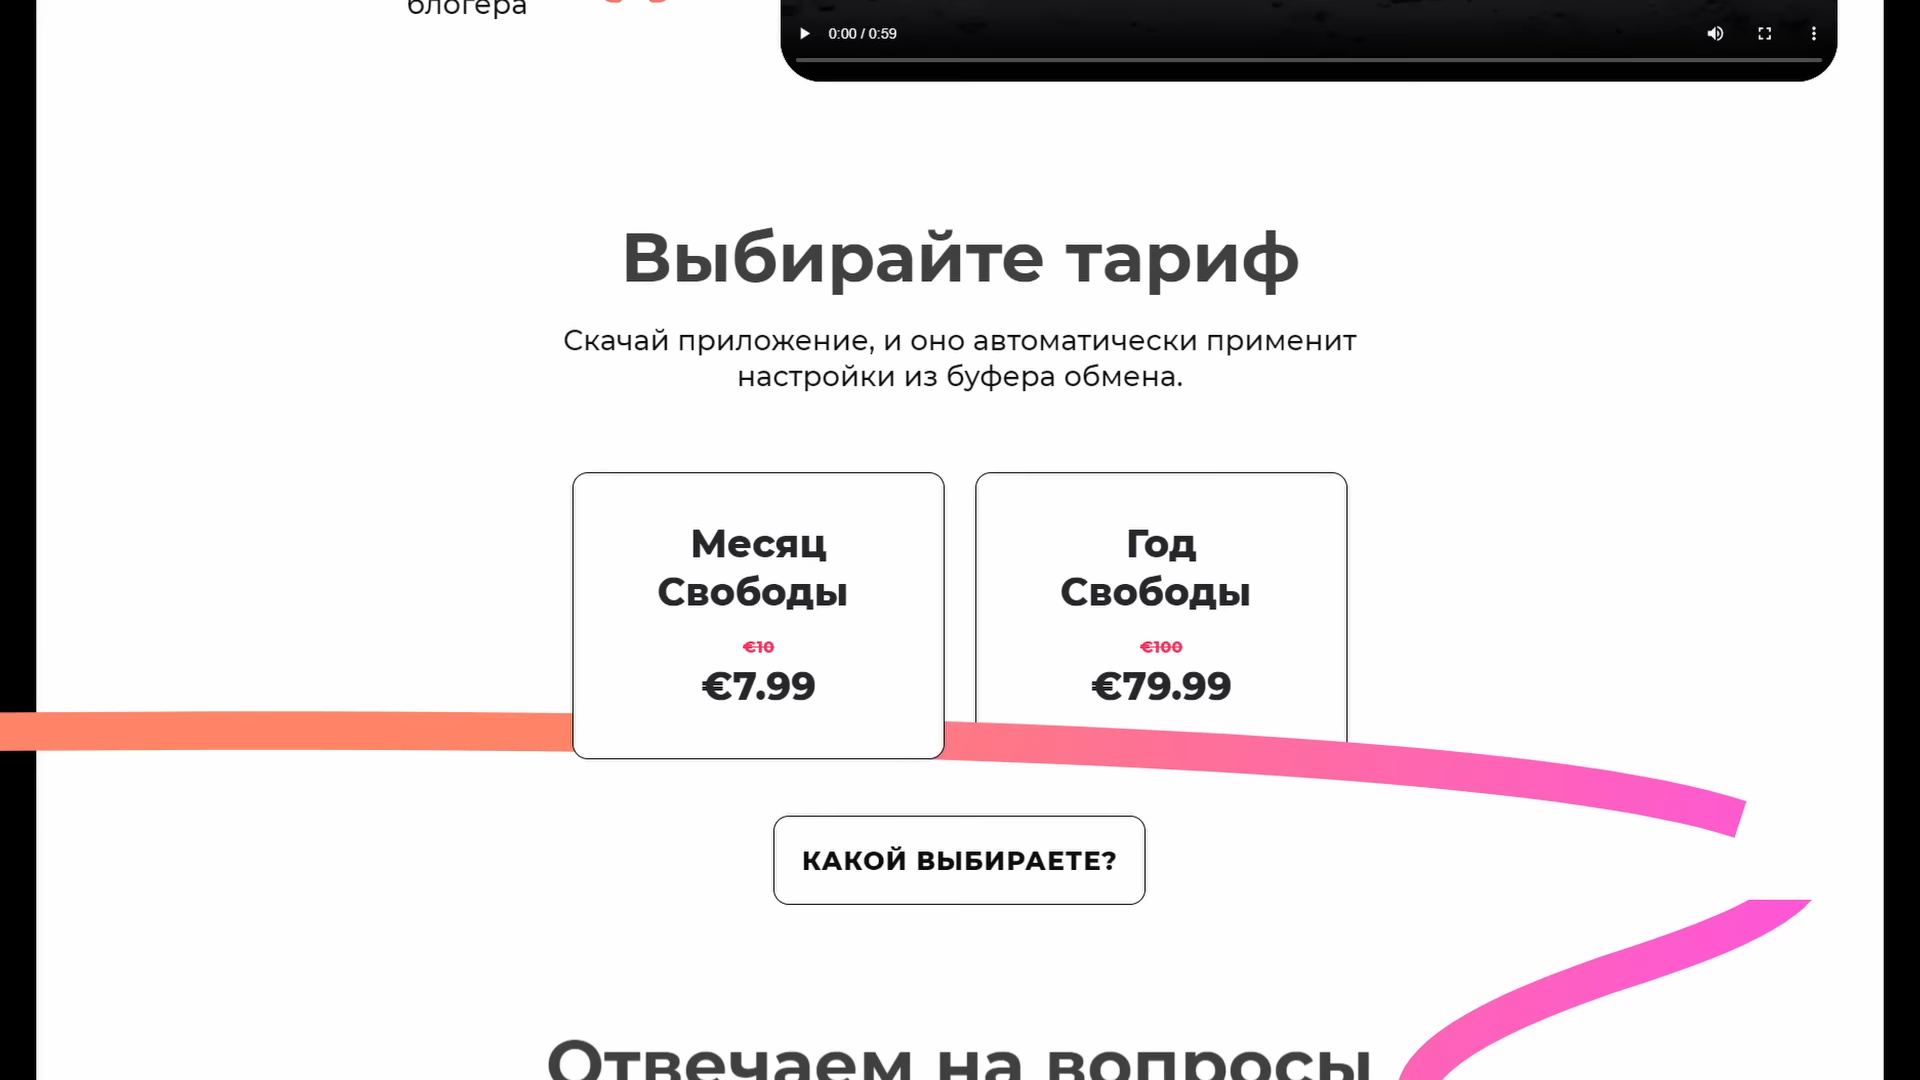 блогера
0:00 / 0:59
Выбирайте тариф
Скачай приложение, и оно автоматически применит
настройки из буфера обмена.
Месяц
Свободы
€10
€7.99
Год
Свободы
€100
€79.99
КАКОЙ ВЫБИРАЕТЕ?
Отвечаем на вопросы